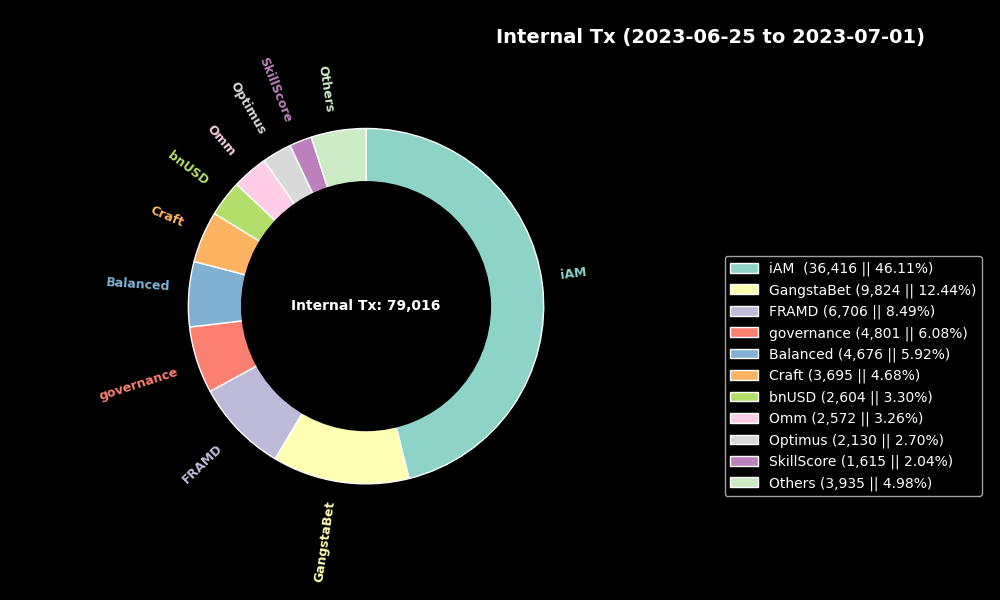 Internal Tx (2023-06-25 to 2023-07-01)
Others
SkillScore
Optimus
Omm
bnUSD
Craft
Balanced
governance
FRAMD
GangstaBet
iAM
Internal Tx: 79,016
iAM  (36,416 || 46.11%)
GangstaBet (9,824 || 12.44%)
FRAMD (6,706 || 8.49%)
governance (4,801 || 6.08%)
Balanced (4,676 || 5.92%)
Craft (3,695 || 4.68%)
bnUSD (2,604 || 3.30%)
Omm (2,572 || 3.26%)
Optimus (2,130 || 2.70%)
SkillScore (1,615 || 2.04%)
Others (3,935 || 4.98%)